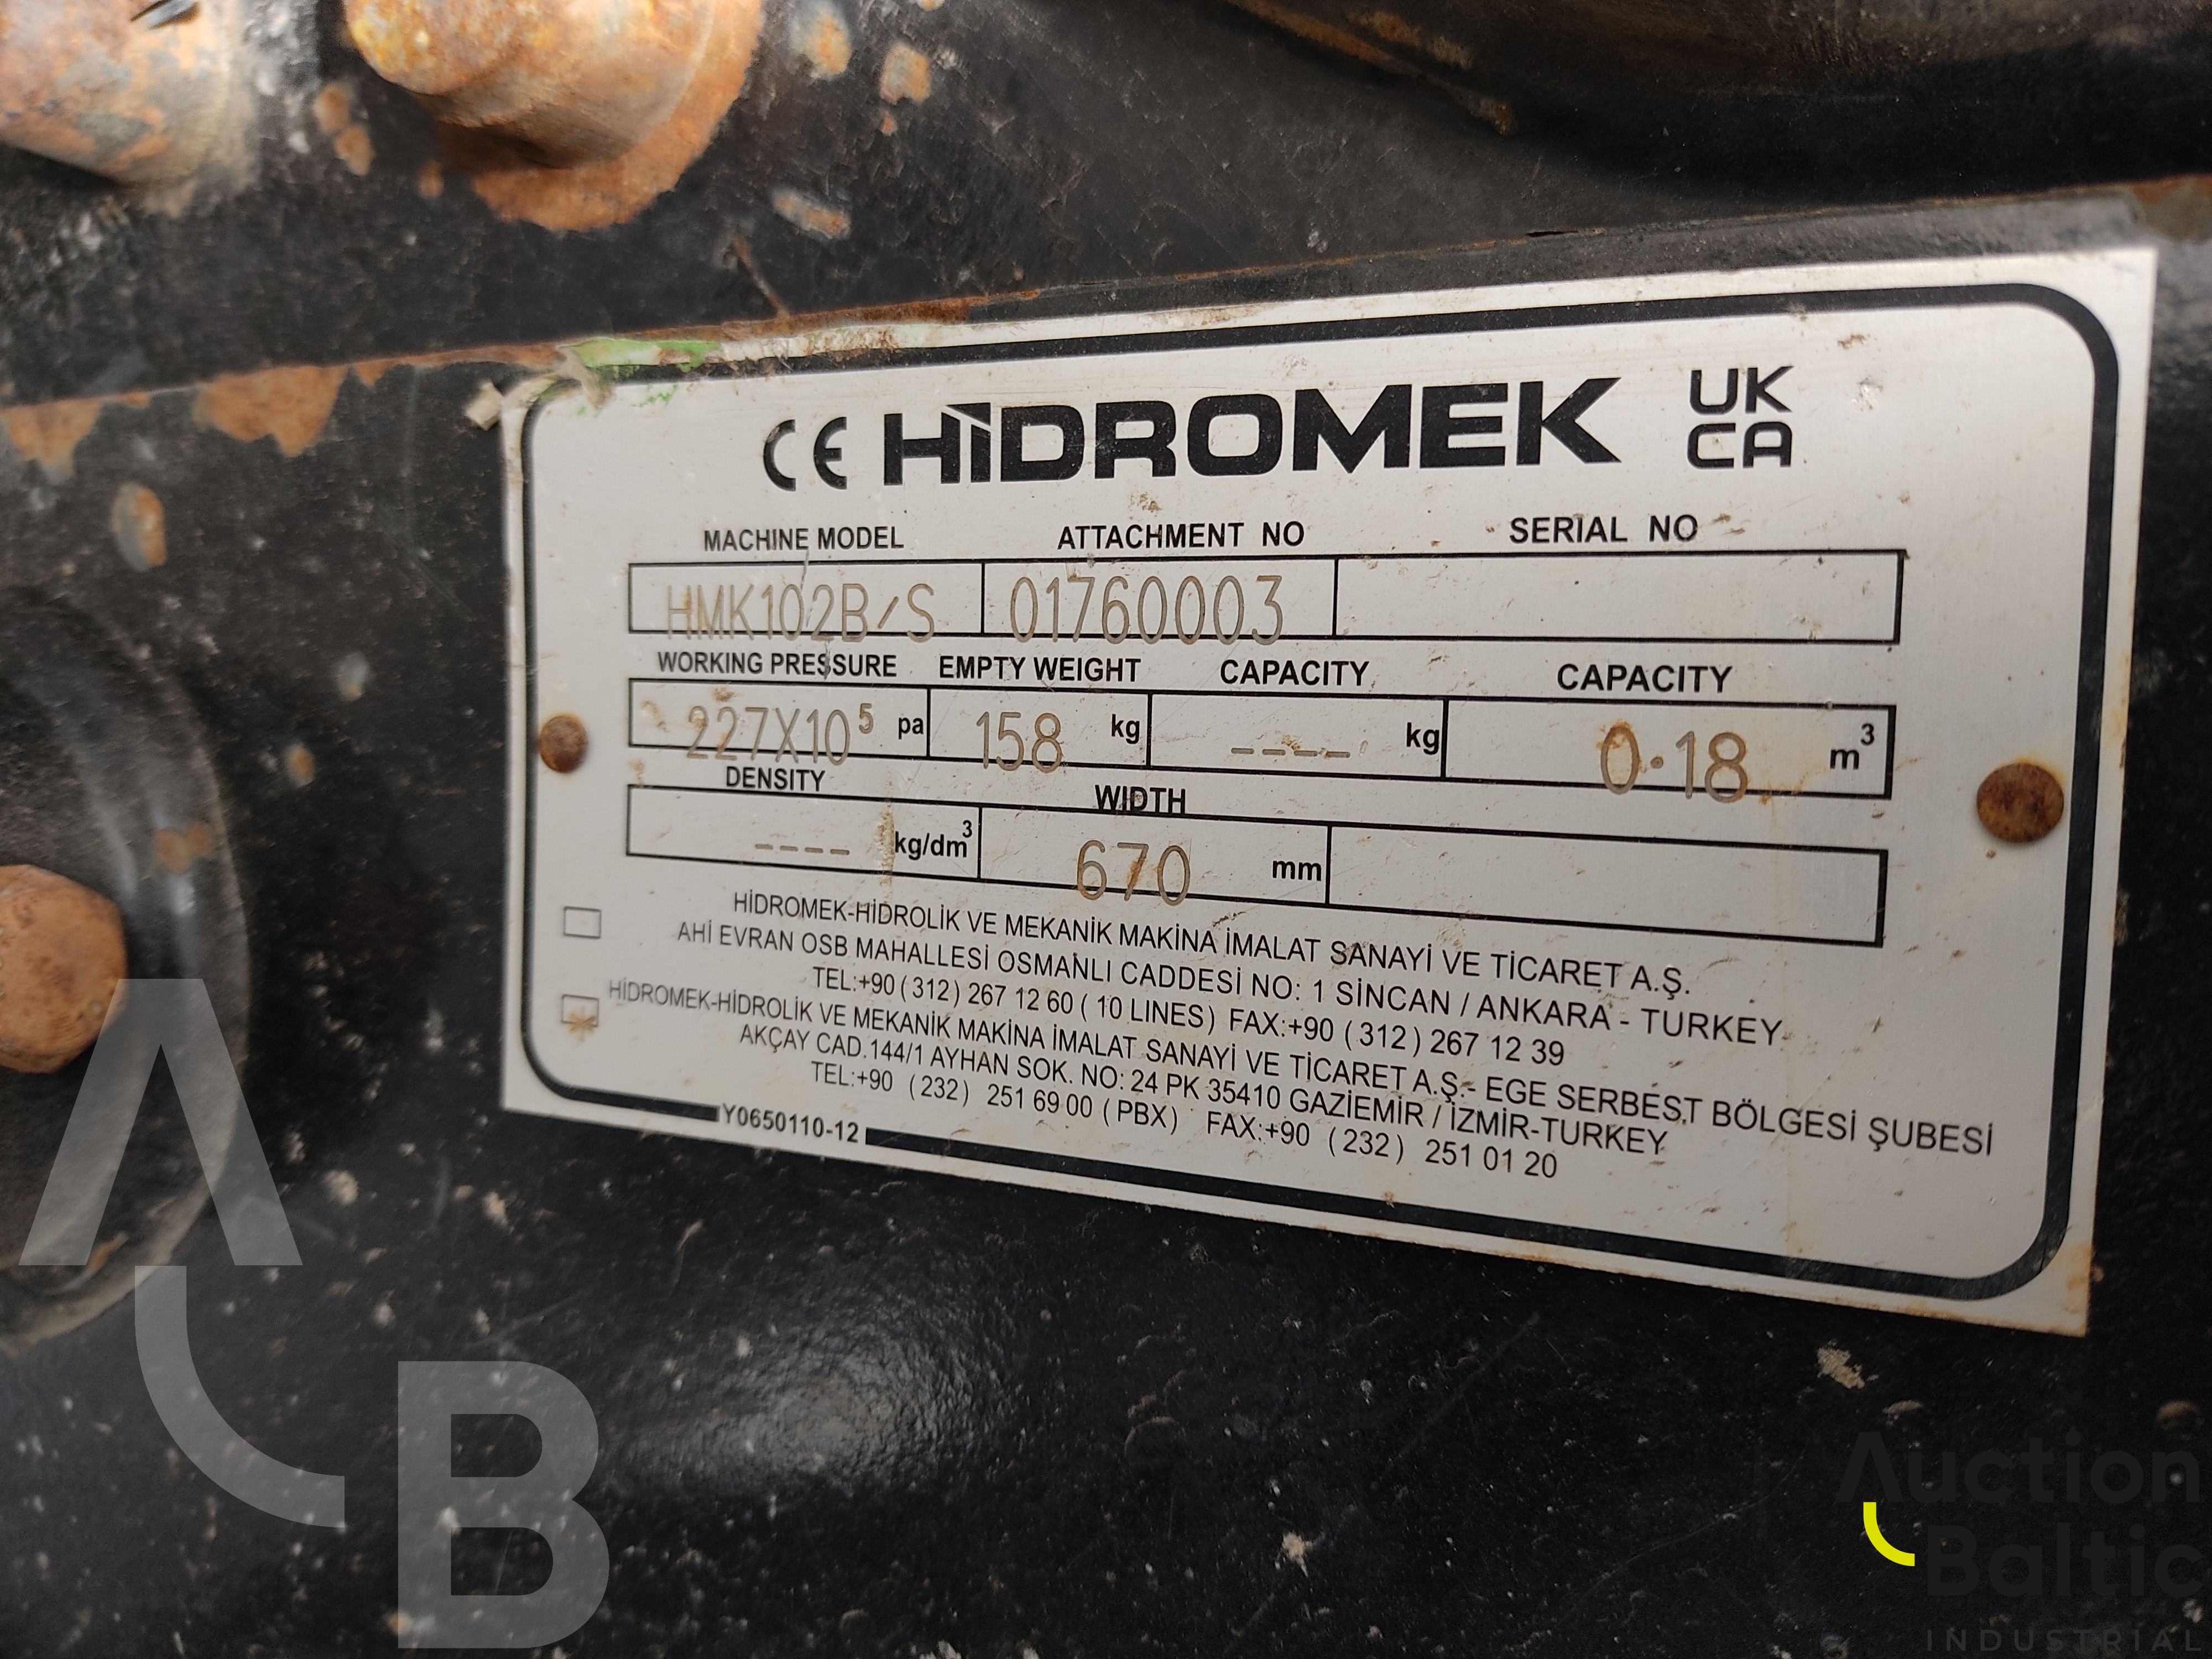 CE HİDROMEK UK CA
MACHINE MODEL ATTACHMENT NO SERIAL NO
HMK102B/S 01760003
WORKING PRESSURE EMPTY WEIGHT CAPACITY CAPACITY
227X10⁵ pa 158 kg ---- kg 0.18 m³
DENSITY WIDTH
---- kg/dm³ 670 mm
HİDROMEK-HİDROLİK VE MEKANİK MAKİNA İMALAT SANAYİ VE TİCARET A.Ş.
AHİ EVRAN OSB MAHALLESİ OSMANLI CADDESİ NO: 1 SİNCAN / ANKARA - TURKEY
TEL:+90 (312) 267 12 60 ( 10 LINES) FAX:+90 (312) 267 12 39
HİDROMEK-HİDROLİK VE MEKANİK MAKİNA İMALAT SANAYİ VE TİCARET A.Ş.- EGE SERBEST BÖLGESİ ŞUBESİ
AKÇAY CAD.144/1 AYHAN SOK. NO: 24 PK 35410 GAZİEMİR / İZMİR-TURKEY
TEL:+90 (232) 251 69 00 (PBX) FAX:+90 (232) 251 01 20
Y0650110-12
AB
Auction
Baltic
INDUSTRIAL